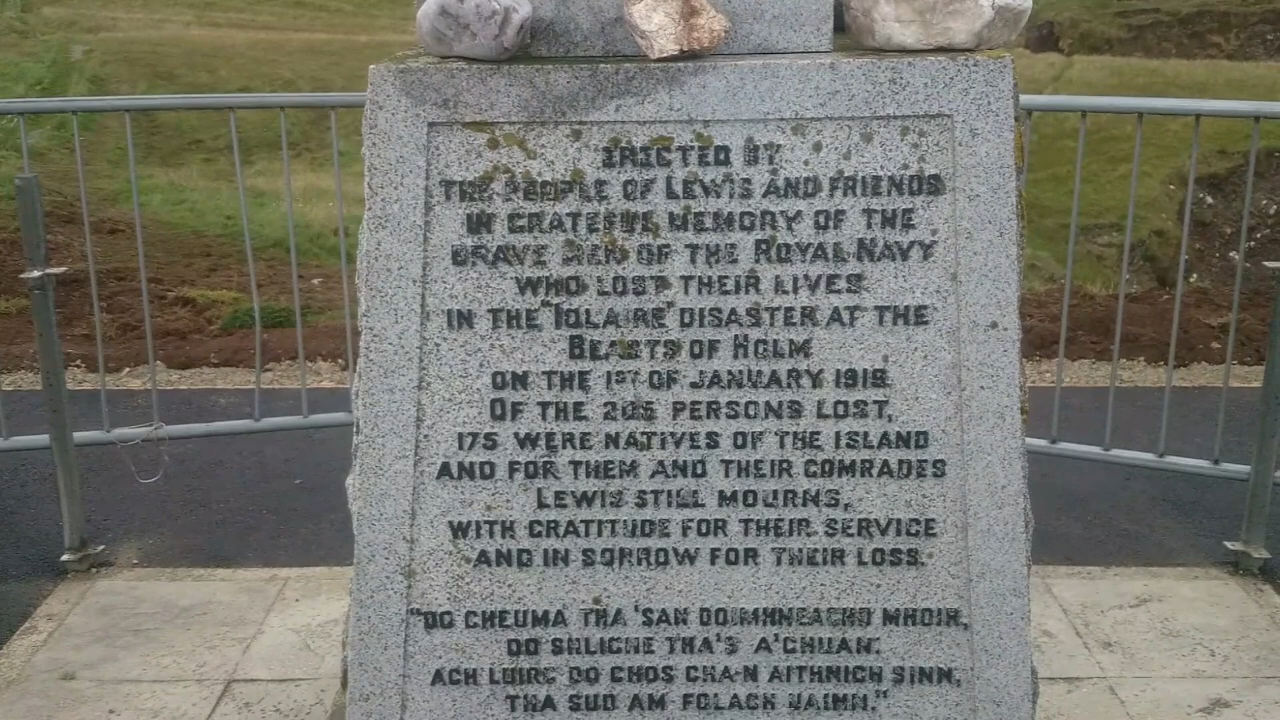 ERECTED BY
THE PEOPLE OF LEWIS AND FRIENDS
IN GRATEFUL MEMORY OF THE
BRAVE MEN OF THE ROYAL NAVY
WHO LOST THEIR LIVES
IN THE "IOLAIRE" DISASTER AT THE
BEASTS OF HOLM
ON THE 1ST OF JANUARY 1919.
OF THE 205 PERSONS LOST,
175 WERE NATIVES OF THE ISLAND
AND FOR THEM AND THEIR COMRADES
LEWIS STILL MOURNS,
WITH GRATITUDE FOR THEIR SERVICE
AND IN SORROW FOR THEIR LOSS.
"DO CHEUMA THA 'SAN DOIMHNEACHD MHOIR,
DO SHLIGHE THA'S A'CHUAN:
ACH LUIRG DO CHOS CHA-N AITHNICH SINN,
THA SUD AM FOLACH UAINN."